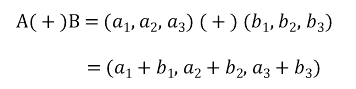 A(+)B = (a₁, a₂, a₃) (+) (b₁, b₂, b₃)
= (a₁ + b₁, a₂ + b₂, a₃ + b₃)